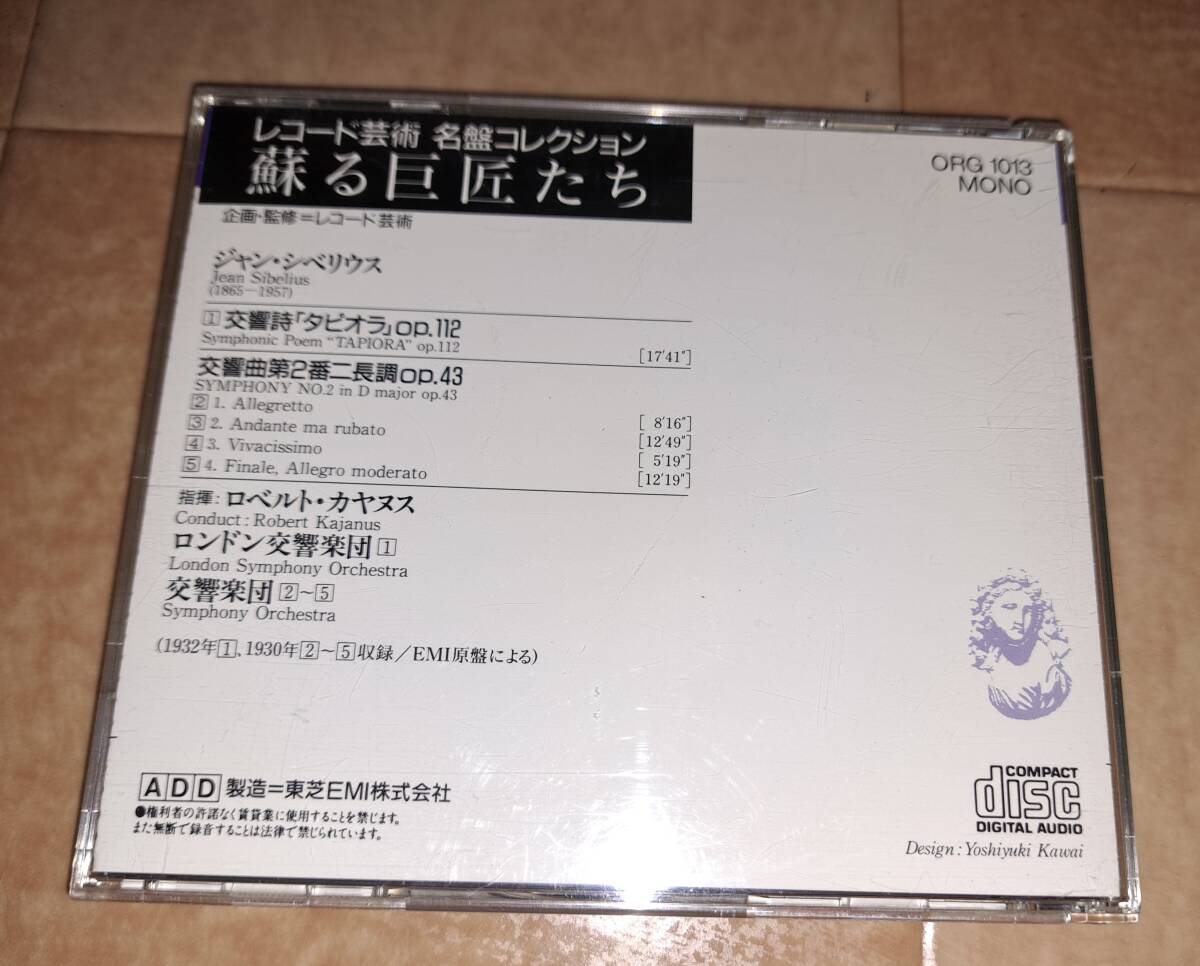 レコード芸術 名盤コレクション
蘇る巨匠たち
企画・監修＝レコード芸術
ORG 1013
MONO
ジャン・シベリウス
Jean Sibelius
(1865−1957)
1 交響詩「タピオラ」op.112
Symphonic Poem “TAPIORA” op.112
[17′41″]
交響曲第2番ニ長調op.43
SYMPHONY NO.2 in D major op.43
2 1. Allegretto [ 8′16″]
3 2. Andante ma rubato [12′49″]
4 3. Vivacissimo [ 5′19″]
5 4. Finale, Allegro moderato [12′19″]
指揮：ロベルト・カヤヌス
Conduct : Robert Kajanus
ロンドン交響楽団 1
London Symphony Orchestra
交響楽団 2〜5
Symphony Orchestra
(1932年1、1930年2〜5収録／EMI原盤による)
ADD 製造＝東芝EMI株式会社
●権利者の許諾なく賃貸業に使用することを禁じます。
また無断で録音することは法律で禁じられています。
COMPACT
disc
DIGITAL AUDIO
Design : Yoshiyuki Kawai